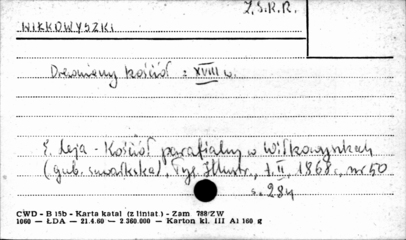 I.S.K.R.
WIŁKOWYSZKI
Drewniany kościół z XVIII w.
Ł. Leja - Kościół parafialny w Wiłkowyszkach
(gub. suwalska), Tyg. Illustr., t. II, 1868, nr 50
s. 284
CWD - B 15b - Karta katal (z liniat) - Zam 788/ZW
1060 - ŁDA - 21.4.60 - 2 360.000 - Karton kl. III A1 160 g